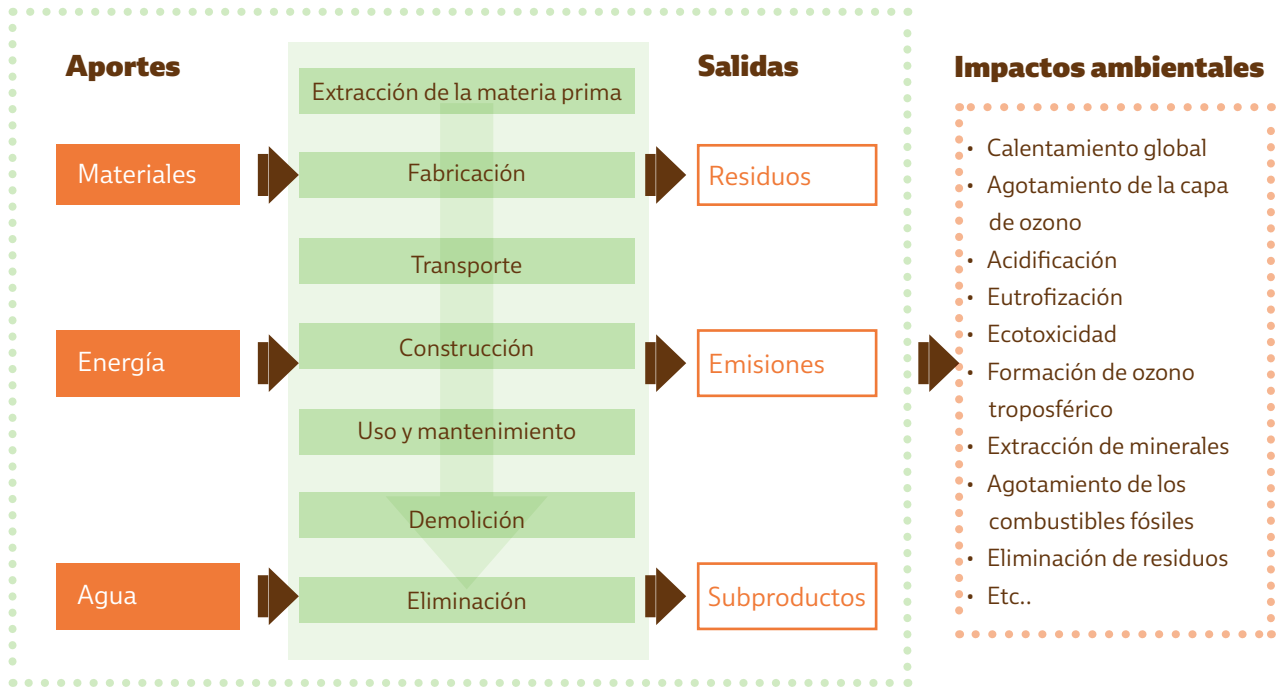 Aportes
Materiales
Energía
Agua
Extracción de la materia prima
Fabricación
Transporte
Construcción
Uso y mantenimiento
Demolición
Eliminación
Salidas
Residuos
Emisiones
Subproductos
Impactos ambientales
• Calentamiento global
• Agotamiento de la capa
de ozono
• Acidificación
• Eutrofización
• Ecotoxicidad
• Formación de ozono
troposférico
• Extracción de minerales
• Agotamiento de los
combustibles fósiles
• Eliminación de residuos
• Etc..